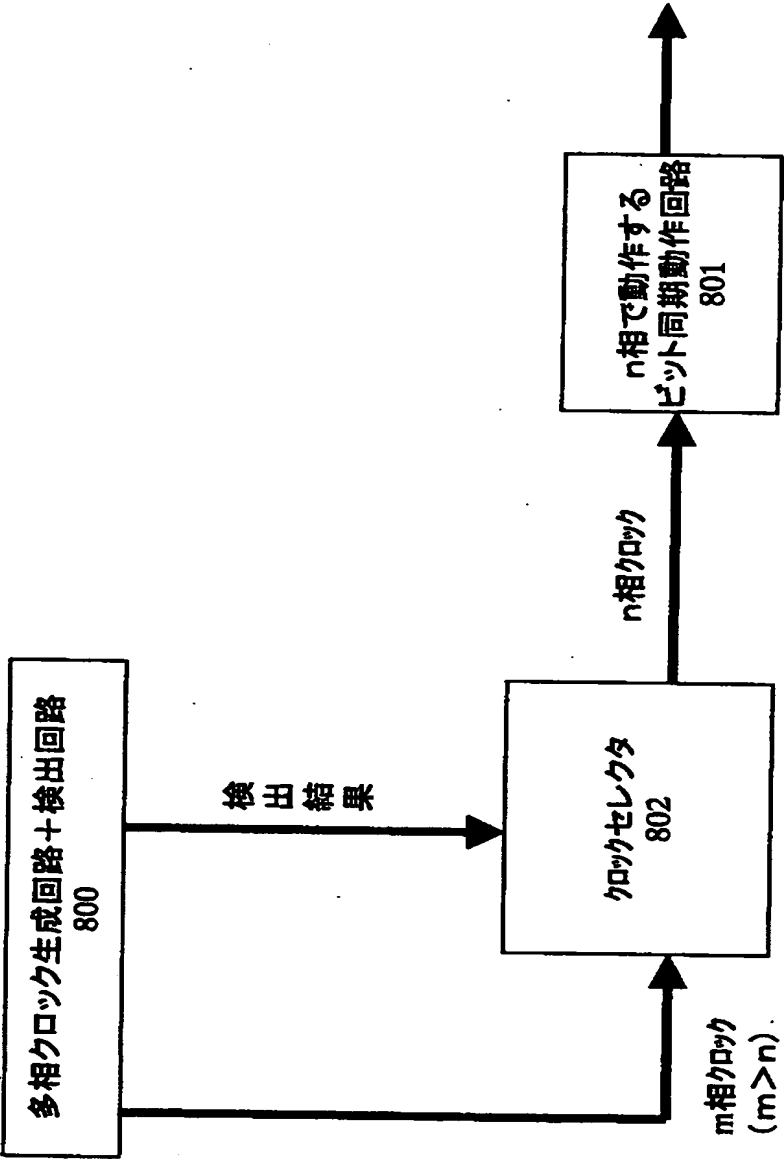 多相クロック生成回路+検出回路
800
検出結果
m相クロック
(m>n)
クロックセレクタ
802
n相クロック
n相で動作する
ビット同期動作回路
801